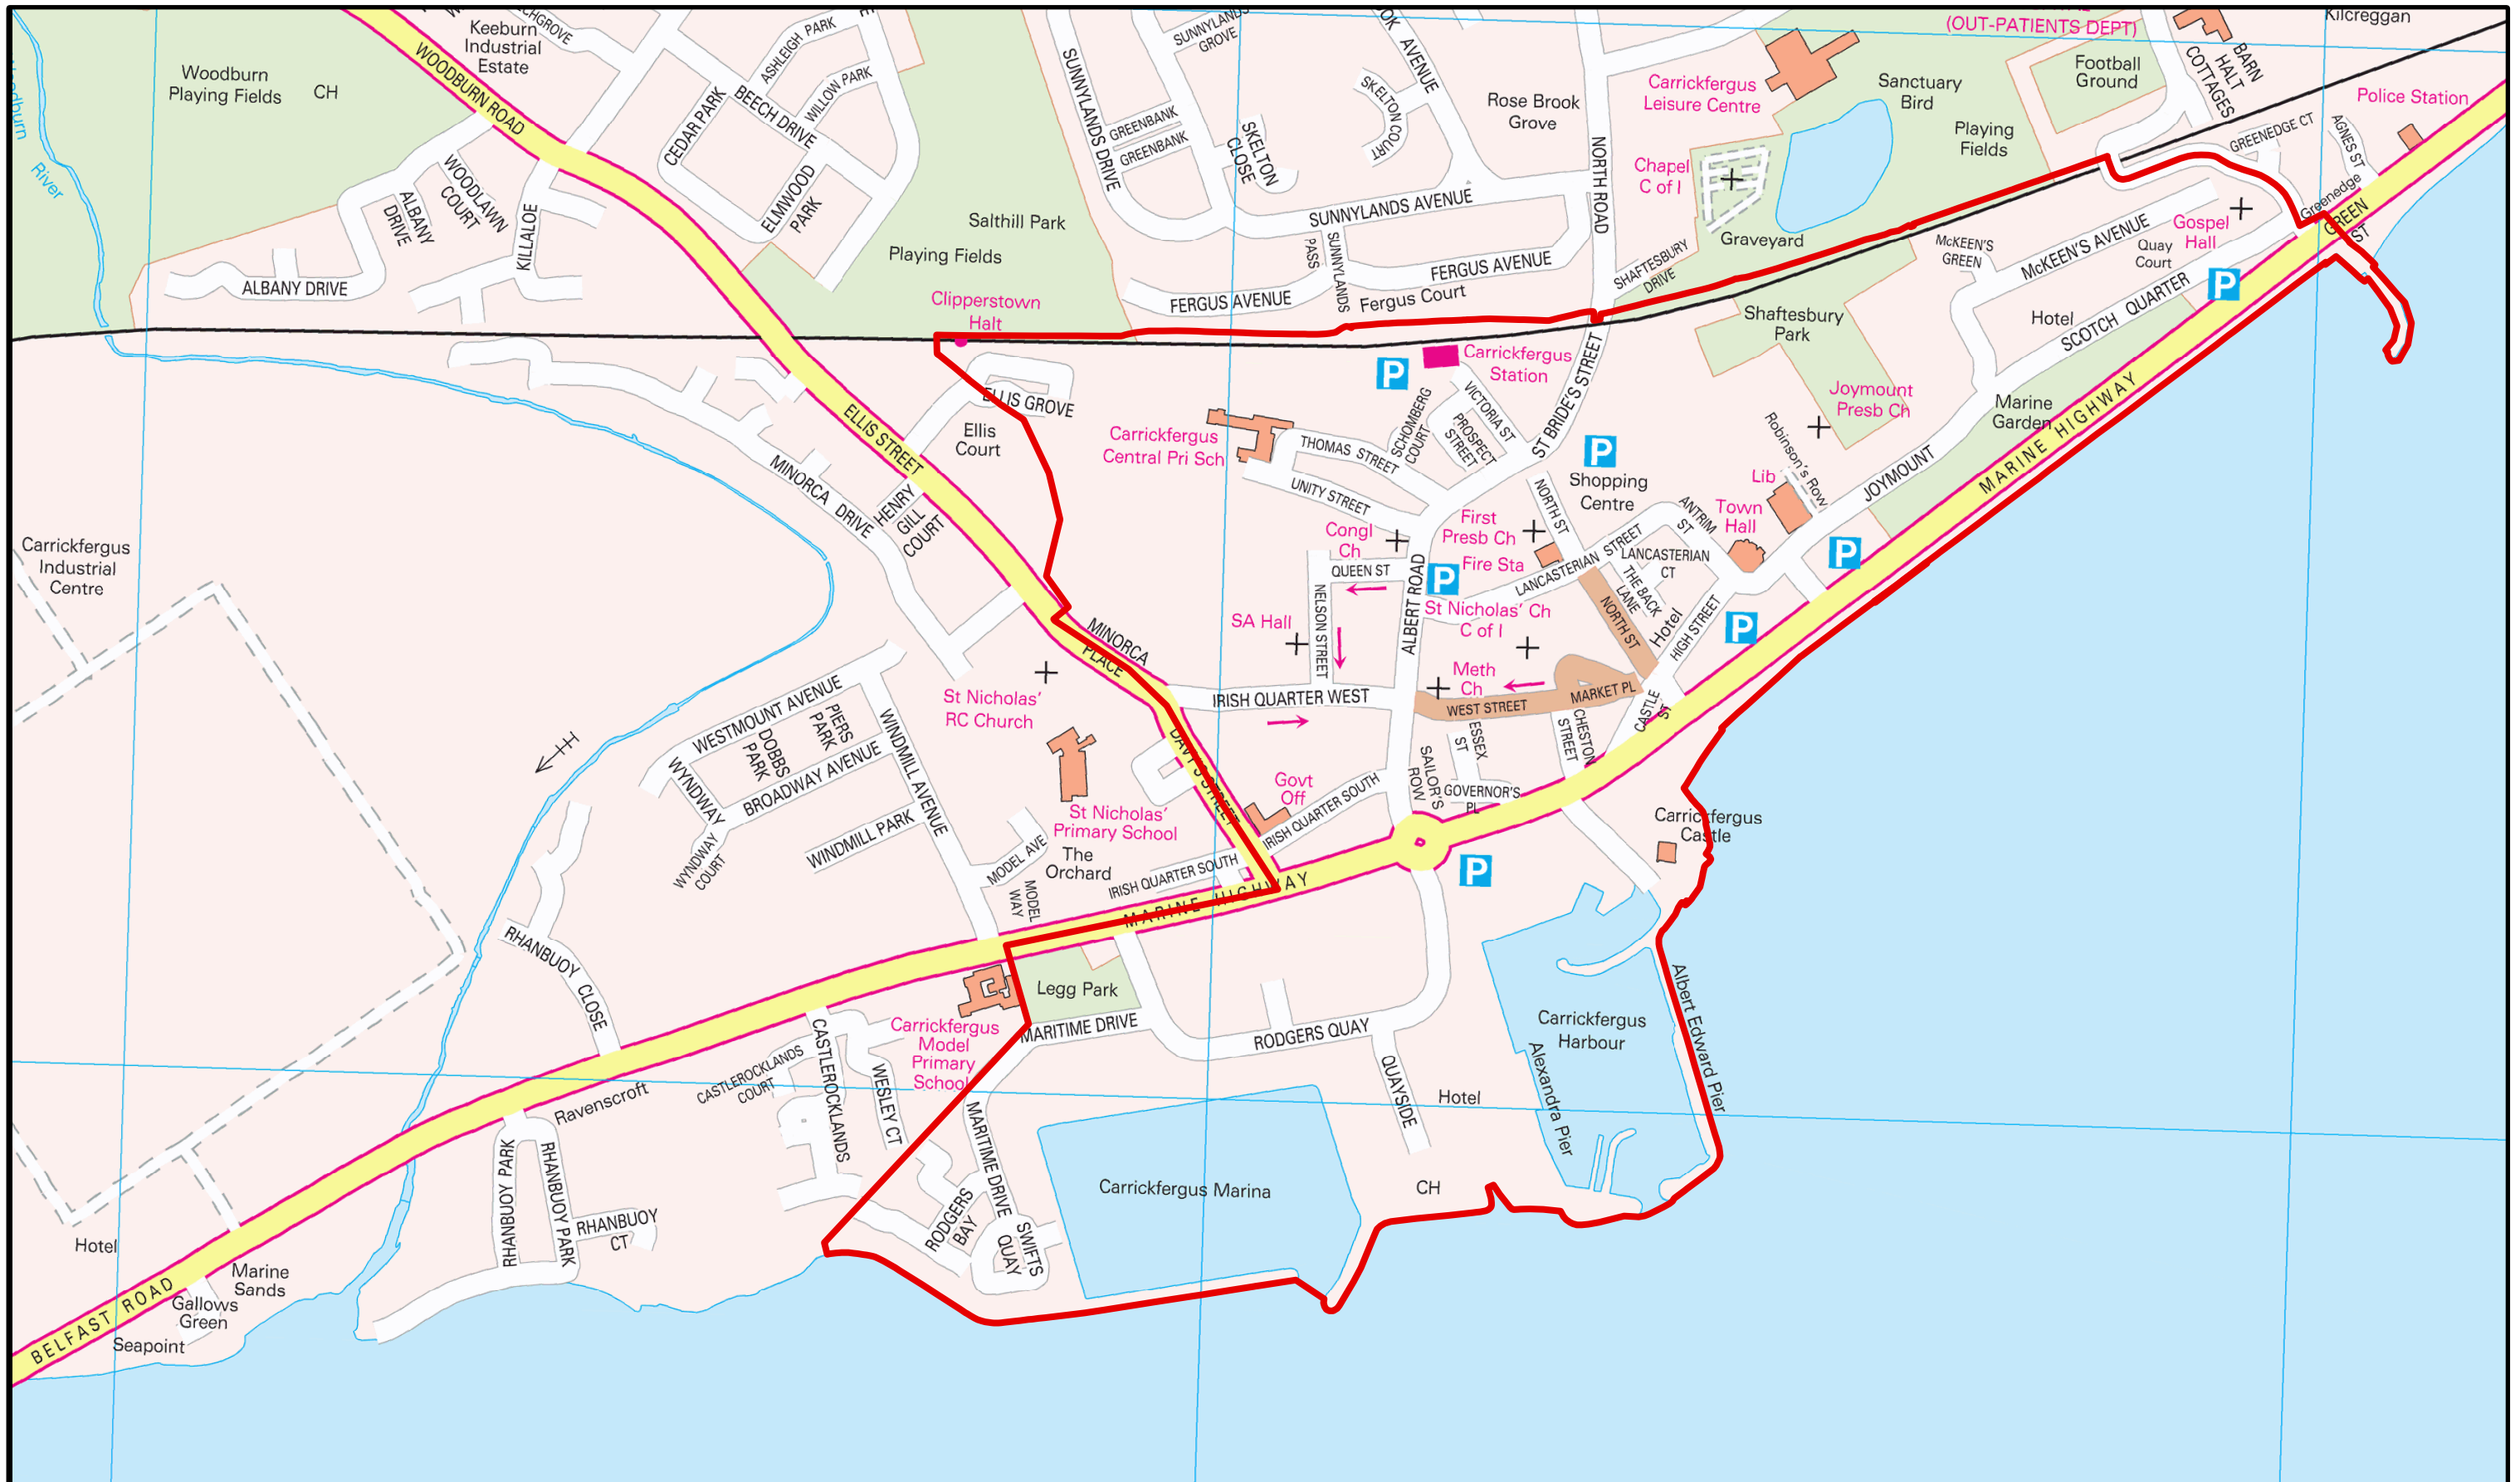 (OUT-PATIENTS DEPT)
Kilcreggan
Keeburn
Industrial
Estate
ASHLEIGH PARK
SUNNYLANDS
GROVE
AVENUE
WOODBURN ROAD
Woodburn
Playing Fields
CH
WILLOW PARK
CEDAR PARK
BEECH DRIVE
SUNNYLANDS DRIVE
GREENBANK
GREENBANK
SKELTON
CLOSE
SKELTON COURT
Rose Brook
Grove
NORTH ROAD
Carrickfergus
Leisure Centre
Sanctuary
Bird
Playing
Fields
Football
Ground
BARN
HALT
COTTAGES
Police Station
GREENEDGE CT
AGNES ST
Greenedge
GREEN
ST
River
WOODLAWN
COURT
ALBANY
DRIVE
KILLALOE
ALBANY DRIVE
ELMWOOD
PARK
Salthill Park
Playing Fields
SUNNYLANDS AVENUE
SUNNYLANDS
PASS
FERGUS AVENUE
FERGUS AVENUE
Fergus Court
Chapel
C of I
Graveyard
SHAFTESBURY
DRIVE
McKEEN'S
GREEN
McKEEN'S AVENUE
Quay
Court
Gospel
Hall
P
Hotel
SCOTCH QUARTER
Clipperstown
Halt
Shaftesbury
Park
P
Carrickfergus
Station
ST BRIDE'S STREET
Joymount
Presb Ch
Marine
Garden
MARINE HIGHWAY
ELLIS STREET
ELLIS GROVE
Ellis
Court
Carrickfergus
Central Pri Sch
THOMAS STREET
SCHOMBERG
COURT
VICTORIA ST
PROSPECT
STREET
UNITY STREET
P
Shopping
Centre
Robinson's Row
Lib
Town
Hall
JOYMOUNT
P
MINORCA DRIVE
HENRY
GILL
COURT
Congl
Ch
First
Presb Ch
Fire Sta
NORTH ST
LANCASTERIAN STREET
ANTRIM
ST
LANCASTERIAN
CT
THE BACK
LANE
QUEEN ST
P
NELSON STREET
ALBERT ROAD
St Nicholas' Ch
C of I
NORTH ST
Hotel
HIGH STREET
P
SA Hall
Meth
Ch
MARKET PL
WEST STREET
CASTLE
ST
IRISH QUARTER WEST
Carrickfergus
Industrial
Centre
MINORCA
PLACE
St Nicholas'
RC Church
DAVYS STREET
Govt
Off
IRISH QUARTER SOUTH
SAILOR'S
ROW
ESSEX
ST
CHESTON
STREET
GOVERNOR'S
PL
WESTMOUNT AVENUE
PIERS
PARK
DOBBS
PARK
WYNDWAY
BROADWAY AVENUE
WINDMILL AVENUE
WINDMILL PARK
WYNDWAY
COURT
St Nicholas'
Primary School
The
Orchard
MODEL AVE
MODEL
WAY
IRISH QUARTER SOUTH
MARINE HIGHWAY
P
Carrickfergus
Castle
RHANBUOY CLOSE
Legg Park
MARITIME DRIVE
Carrickfergus
Model
Primary
School
RODGERS QUAY
QUAYSIDE
Hotel
Carrickfergus
Harbour
Alexandra Pier
Albert Edward Pier
Ravenscroft
CASTLEROCKLANDS
COURT
CASTLEROCKLANDS
WESLEY CT
MARITIME DRIVE
RODGERS
BAY
SWIFTS
QUAY
Carrickfergus Marina
CH
RHANBUOY PARK
RHANBUOY PARK
RHANBUOY
CT
Hotel
Marine
Sands
Gallows
Green
Seapoint
BELFAST ROAD